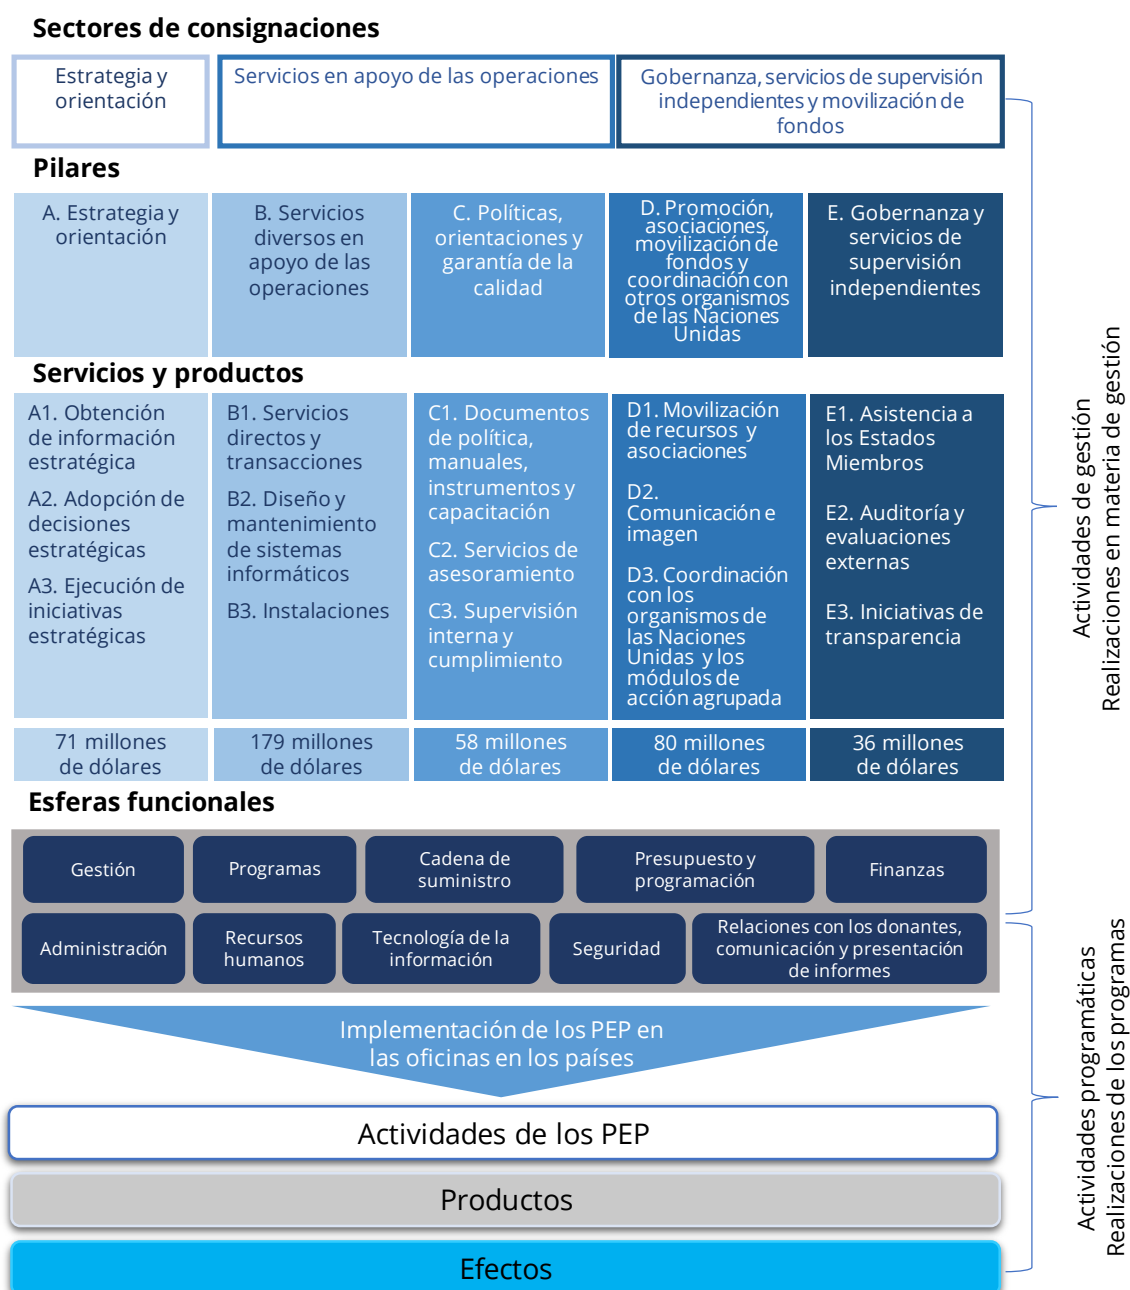 Sectores de consignaciones
Estrategia y
orientación
Servicios en apoyo de las operaciones
Gobernanza, servicios de supervisión
independientes y movilización de
fondos
Pilares
A. Estrategia y
orientación
B. Servicios
diversos en
apoyo de las
operaciones
C. Políticas,
orientaciones y
garantía de la
calidad
D. Promoción,
asociaciones,
movilización de
fondos y
coordinación con
otros organismos
de las Naciones
Unidas
E. Gobernanza y
servicios de
supervisión
independientes
Servicios y productos
A1. Obtención
de información
estratégica
A2. Adopción de
decisiones
estratégicas
A3. Ejecución de
iniciativas
estratégicas
B1. Servicios
directos y
transacciones
B2. Diseño y
mantenimiento
de sistemas
informáticos
B3. Instalaciones
C1. Documentos
de política,
manuales,
instrumentos y
capacitación
C2. Servicios de
asesoramiento
C3. Supervisión
interna y
cumplimiento
D1. Movilización
de recursos y
asociaciones
D2.
Comunicación e
imagen
D3. Coordinación
con los
organismos de
las Naciones
Unidas y los
módulos de
acción agrupada
E1. Asistencia a
los Estados
Miembros
E2. Auditoría y
evaluaciones
externas
E3. Iniciativas de
transparencia
71 millones
de dólares
179 millones
de dólares
58 millones
de dólares
80 millones
de dólares
36 millones
de dólares
Actividades de gestión
Realizaciones en materia de gestión
Esferas funcionales
Gestión
Programas
Cadena de
suministro
Presupuesto y
programación
Finanzas
Administración
Recursos
humanos
Tecnología de la
información
Seguridad
Relaciones con los donantes,
comunicación y presentación
de informes
Implementación de los PEP en
las oficinas en los países
Actividades de los PEP
Productos
Efectos
Actividades programáticas
Realizaciones de los programas